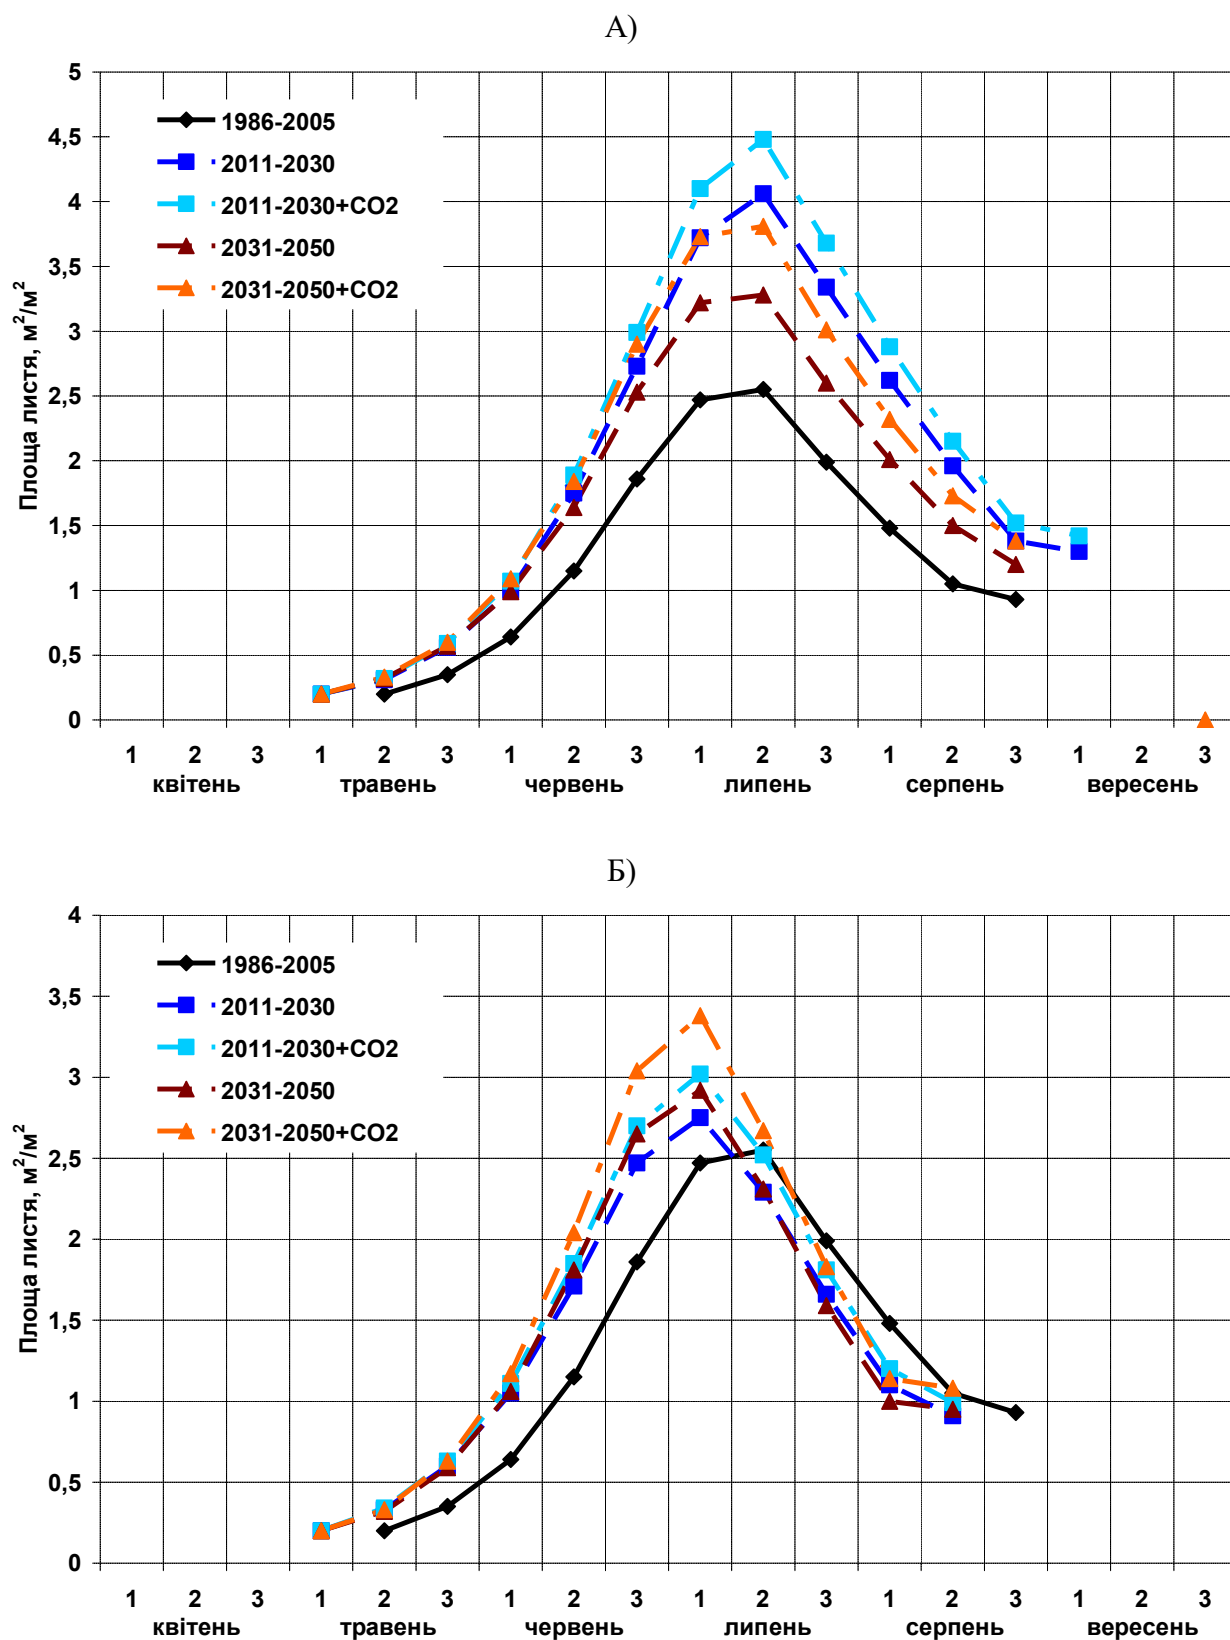 А)
5
4,5
4
3,5
3
2,5
2
1,5
1
0,5
0
Площа листя, м²/м²
1986-2005
2011-2030
2011-2030+CO2
2031-2050
2031-2050+CO2
1 2 3 1 2 3 1 2 3 1 2 3 1 2 3 1 2 3
квітень травень червень липень серпень вересень
Б)
4
3,5
3
2,5
2
1,5
1
0,5
0
Площа листя, м²/м²
1986-2005
2011-2030
2011-2030+CO2
2031-2050
2031-2050+CO2
1 2 3 1 2 3 1 2 3 1 2 3 1 2 3 1 2 3
квітень травень червень липень серпень вересень